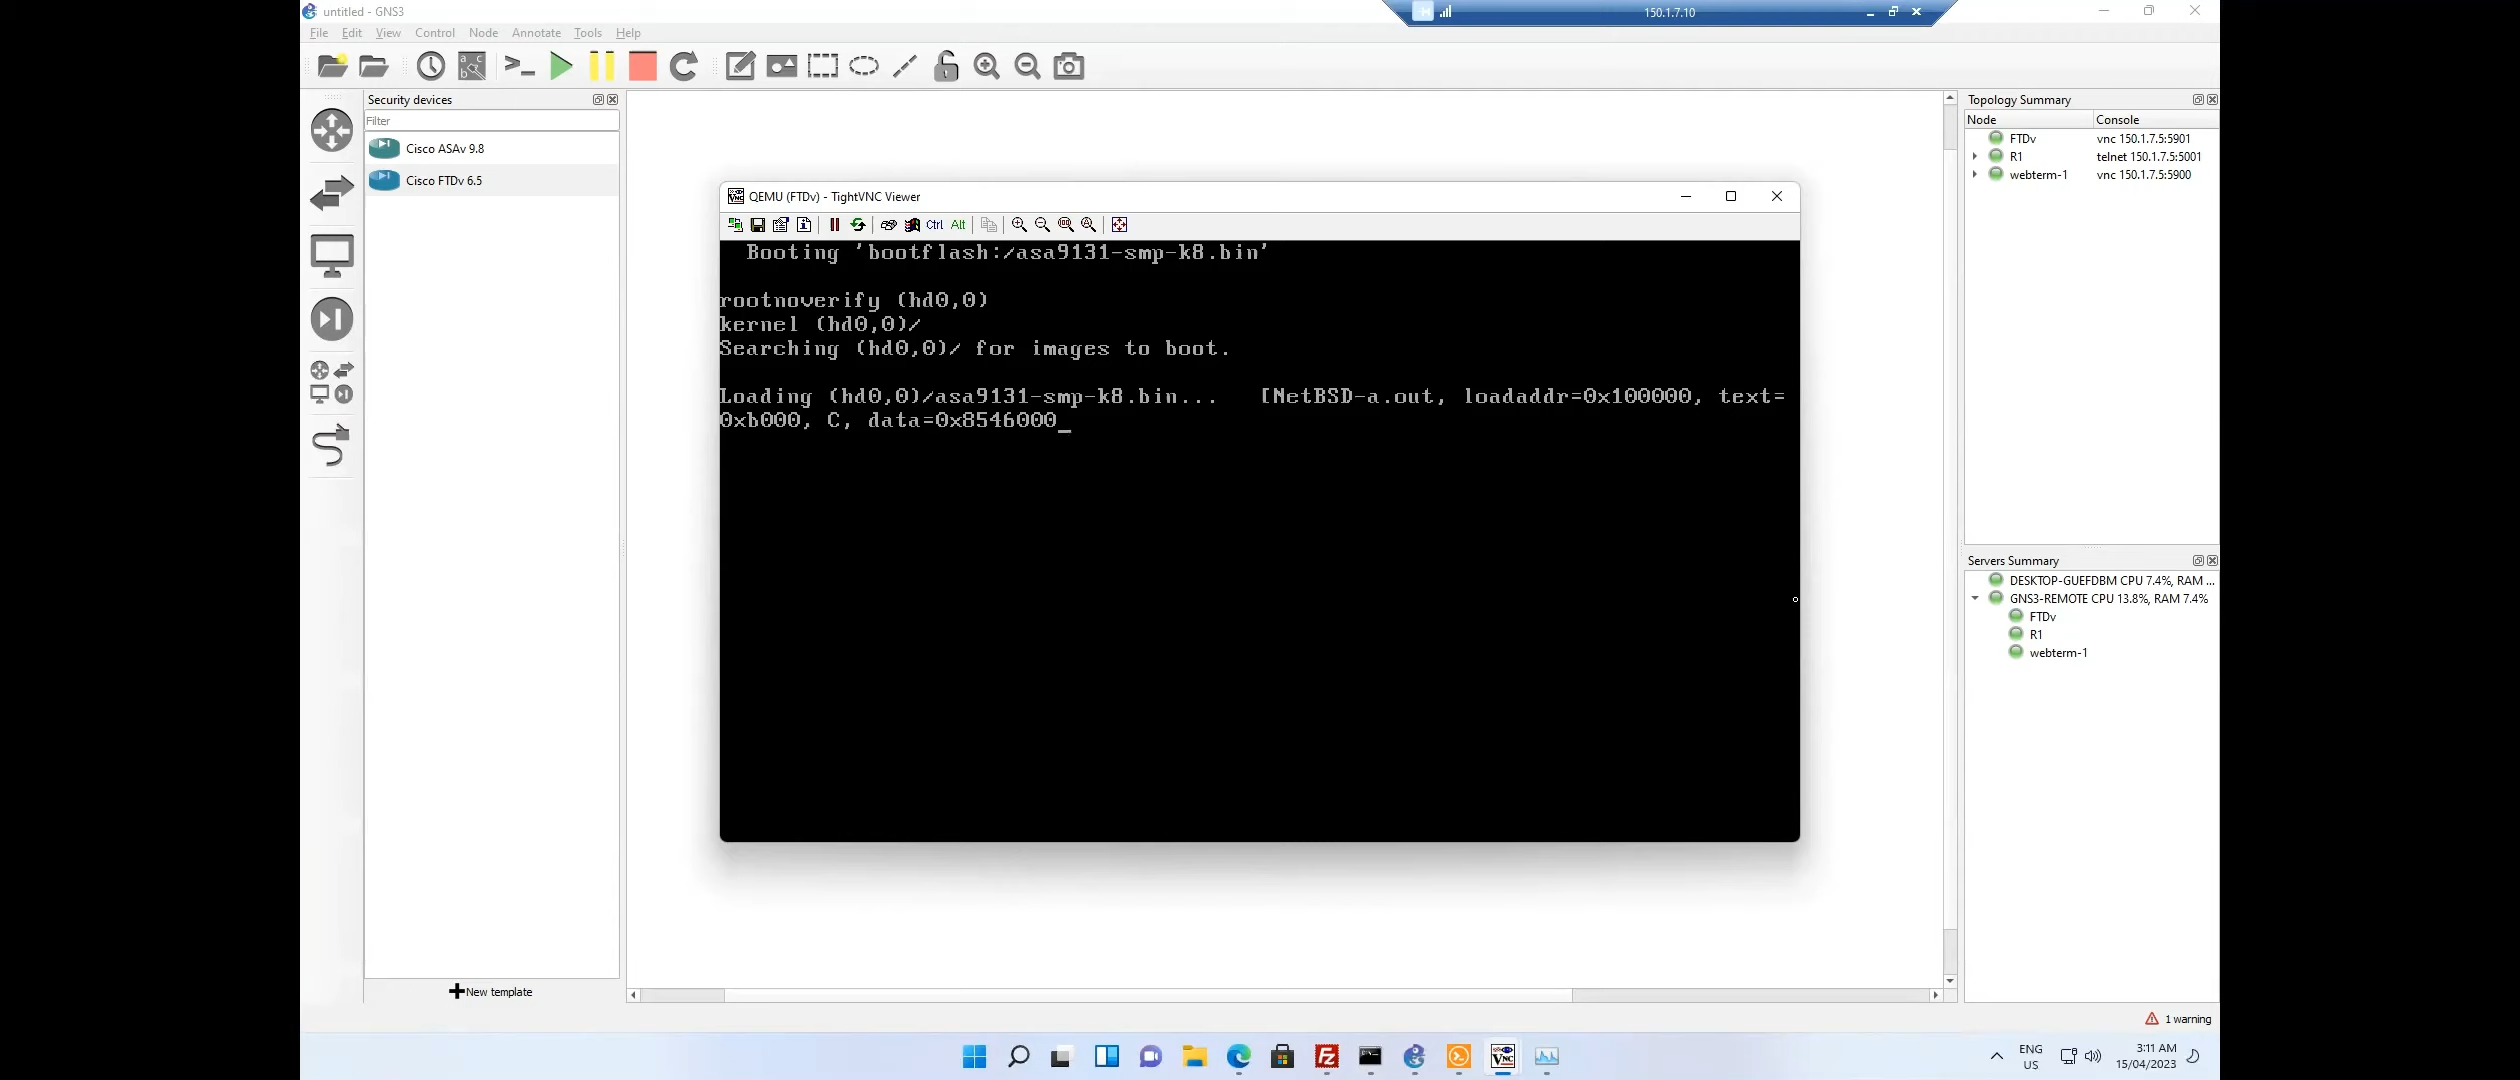 untitled - GNS3
150.1.7.10
File Edit View Control Node Annotate Tools Help
Security devices
Filter
Cisco ASAv 9.8
Cisco FTDv 6.5
New template
QEMU (FTDv) - TightVNC Viewer
Ctrl Alt
Booting 'bootflash:/asa9131-smp-k8.bin'
rootnoverify (hd0,0)
kernel (hd0,0)/
Searching (hd0,0)/ for images to boot.
Loading (hd0,0)/asa9131-smp-k8.bin... [NetBSD-a.out, loadaddr=0x100000, text=
0xb000, C, data=0x8546000_
Topology Summary
Node Console
FTDv vnc 150.1.7.5:5901
R1 telnet 150.1.7.5:5001
webterm-1 vnc 150.1.7.5:5900
Servers Summary
DESKTOP-GUEFDBM CPU 7.4%, RAM ...
GNS3-REMOTE CPU 13.8%, RAM 7.4%
FTDv
R1
webterm-1
1 warning
ENG
US
3:11 AM
15/04/2023